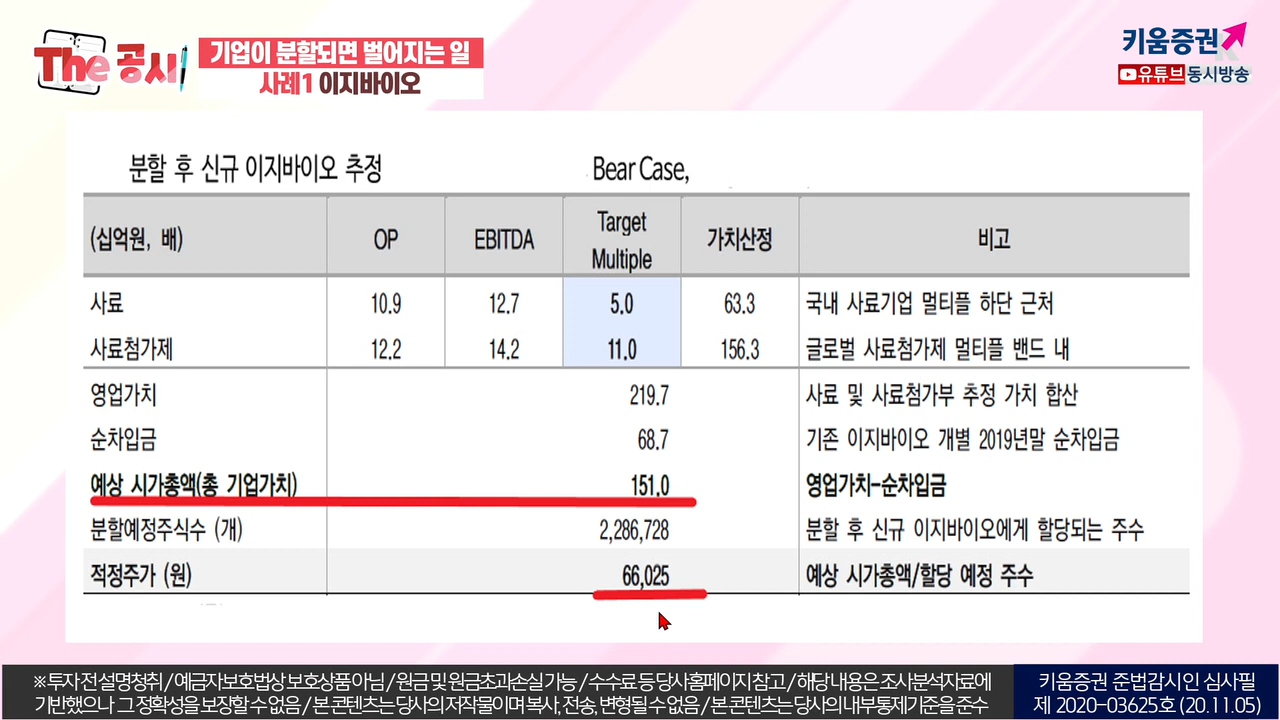 The 공시
기업이 분할되면 벌어지는 일
사례1 이지바이오
키움증권
유튜브 동시방송
분할 후 신규 이지바이오 추정 Bear Case,
(십억원, 배) OP EBITDA Target Multiple 가치산정 비고
사료 10.9 12.7 5.0 63.3 국내 사료기업 멀티플 하단 근처
사료첨가제 12.2 14.2 11.0 156.3 글로벌 사료첨가제 멀티플 밴드 내
영업가치 219.7 사료 및 사료첨가부 추정 가치 합산
순차입금 68.7 기존 이지바이오 개별 2019년말 순차입금
예상 시가총액(총 기업가치) 151.0 영업가치-순차입금
분할예정주식수 (개) 2,286,728 분할 후 신규 이지바이오에게 할당되는 주수
적정주가 (원) 66,025 예상 시가총액/할당 예정 주수
※ 투자 전 설명청취 / 예금자보호법상 보호상품 아님 / 원금 및 원금초과손실 가능 / 수수료 등 당사홈페이지 참고 / 해당 내용은 조사분석자료에
기반했으나 그 정확성을 보장할 수 없음 / 본 콘텐츠는 당사의 저작물이며 복사, 전송, 변형될 수 없음 / 본 콘텐츠는 당사의 내부통제기준을 준수
키움증권 준법감시인 심사필
제 2020-03625호 (20.11.05)